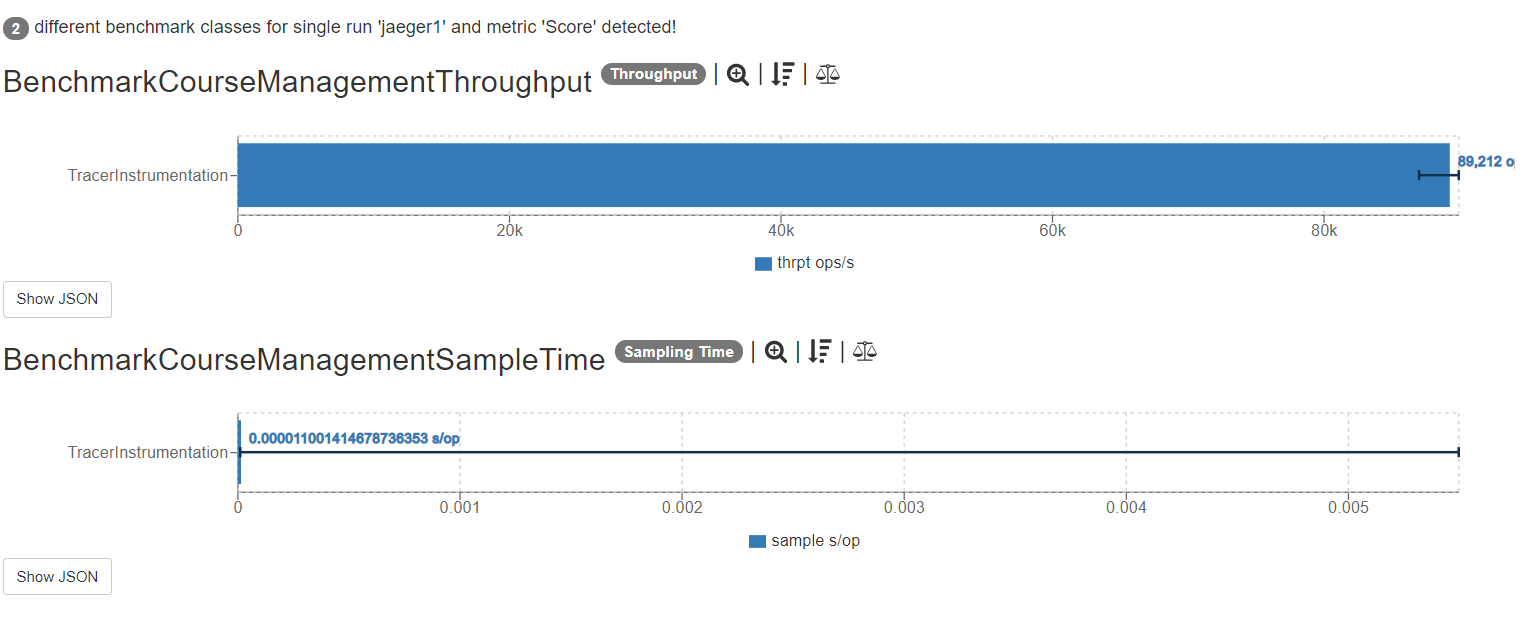 2 different benchmark classes for single run 'jaeger1' and metric 'Score' detected!
BenchmarkCourseManagementThroughput Throughput | | |
TracerInstrumentation
89,212 o
0 20k 40k 60k 80k
thrpt ops/s
Show JSON
BenchmarkCourseManagementSampleTime Sampling Time | | |
0.000011001414678736353 s/op
TracerInstrumentation
0 0.001 0.002 0.003 0.004 0.005
sample s/op
Show JSON